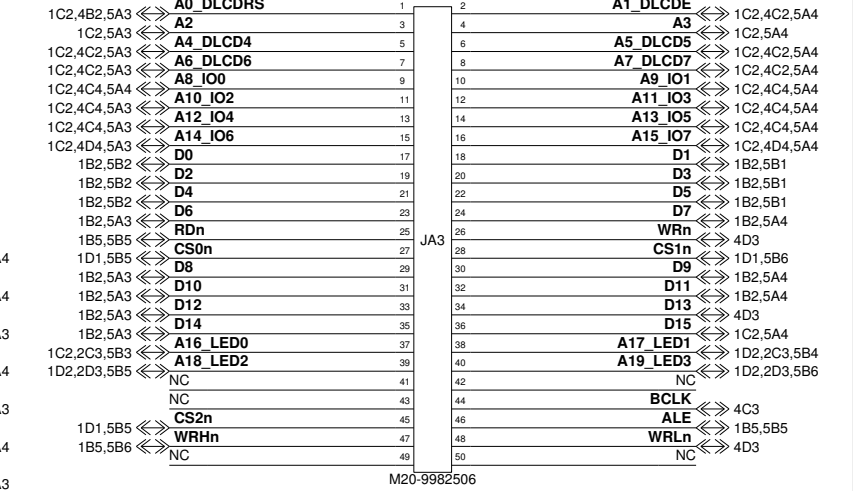 A0_DLCDRS 1 2 A1_DLCDE
1C2,4B2,5A3 1C2,4C2,5A4
A2 3 4 A3
1C2,5A3 1C2,5A4
A4_DLCD4 5 6 A5_DLCD5
1C2,4C2,5A3 1C2,4C2,5A4
A6_DLCD6 7 8 A7_DLCD7
1C2,4C2,5A3 1C2,4C2,5A4
A8_IO0 9 10 A9_IO1
1C2,4C4,5A4 1C2,4C4,5A4
A10_IO2 11 12 A11_IO3
1C2,4C4,5A3 1C2,4C4,5A4
A12_IO4 13 14 A13_IO5
1C2,4C4,5A3 1C2,4C4,5A4
A14_IO6 15 16 A15_IO7
1C2,4D4,5A3 1C2,4D4,5A4
D0 17 18 D1
1B2,5B2 1B2,5B1
D2 19 20 D3
1B2,5B2 1B2,5B1
D4 21 22 D5
1B2,5B2 1B2,5B1
D6 23 24 D7
1B2,5A3 1B2,5A4
RDn 25 26 WRn
1B5,5B5 JA3 4D3
CS0n 27 28 CS1n
1D1,5B5 1D1,5B6
D8 29 30 D9
1B2,5A3 1B2,5A4
D10 31 32 D11
1B2,5A3 1B2,5A4
D12 33 34 D13
1B2,5A3 4D3
D14 35 36 D15
1B2,5A3 1C2,5A4
A16_LED0 37 38 A17_LED1
1C2,2C3,5B3 1D2,2C3,5B4
A18_LED2 39 40 A19_LED3
1D2,2D3,5B5 1D2,2D3,5B6
NC 41 42 NC
NC 43 44 BCLK
4C3
CS2n 45 46 ALE
1D1,5B5 1B5,5B5
WRHn 47 48 WRLn
1B5,5B6 4D3
NC 49 50 NC
M20-9982506